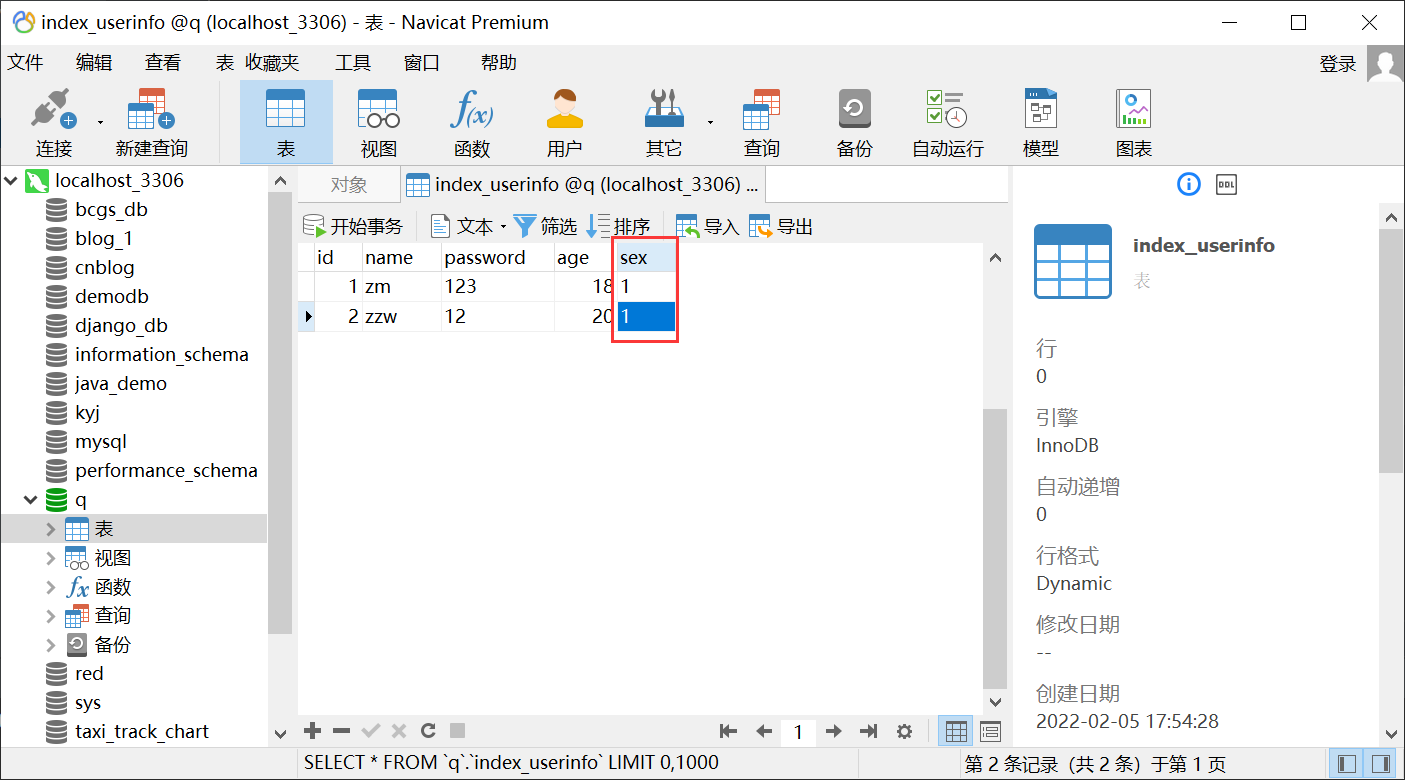 index_userinfo @q (localhost_3306) - 表 - Navicat Premium
文件 编辑 查看 表 收藏夹 工具 窗口 帮助 登录
连接 新建查询 表 视图 函数 用户 其它 查询 备份 自动运行 模型 图表
localhost_3306
bcgs_db
blog_1
cnblog
demodb
django_db
information_schema
java_demo
kyj
mysql
performance_schema
q
表
视图
函数
查询
备份
red
sys
taxi_track_chart
对象 index_userinfo @q (localhost_3306) ...
开始事务 文本 筛选 排序 导入 导出
id name password age sex
1 zm 123 18 1
2 zzw 12 20 1
1
DDL
index_userinfo
表
行
0
引擎
InnoDB
自动递增
0
行格式
Dynamic
修改日期
--
创建日期
2022-02-05 17:54:28
SELECT * FROM `q`.`index_userinfo` LIMIT 0,1000
第 2 条记录（共 2 条）于第 1 页